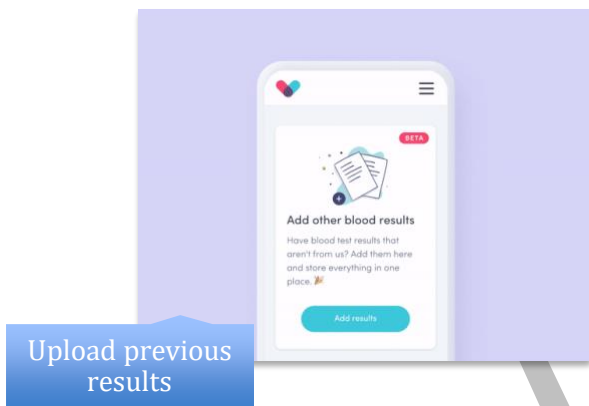 BETA
Add other blood results
Have blood test results that
aren't from us? Add them here
and store everything in one
place. 🎉
Add results
Upload previous
results